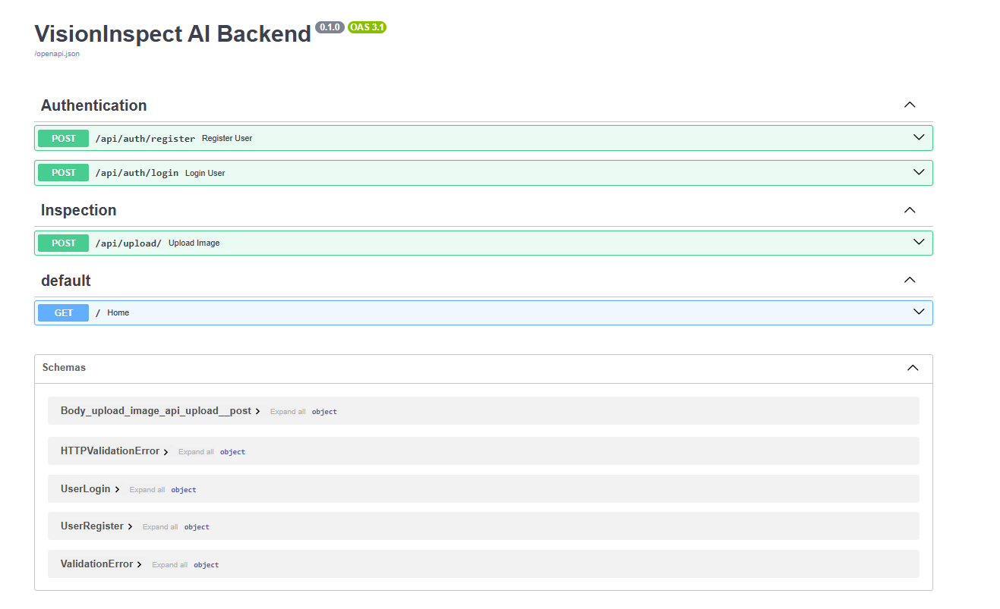 VisionInspect AI Backend 0.1.0 OAS 3.1
/openapi.json
Authentication
POST /api/auth/register Register User
POST /api/auth/login Login User
Inspection
POST /api/upload/ Upload Image
default
GET / Home
Schemas
Body_upload_image_api_upload__post Expand all object
HTTPValidationError Expand all object
UserLogin Expand all object
UserRegister Expand all object
ValidationError Expand all object